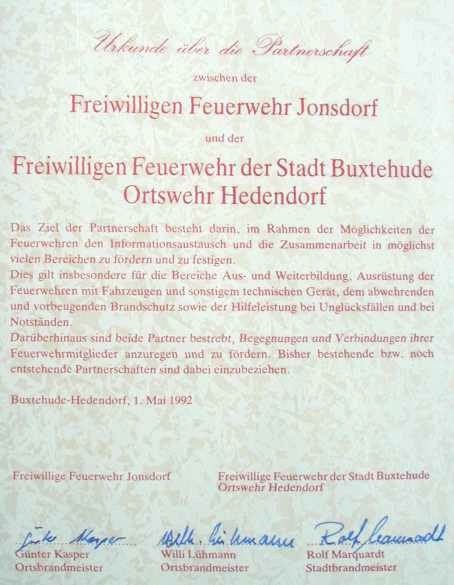 Urkunde über die Partnerschaft
zwischen der
Freiwilligen Feuerwehr Jonsdorf
und der
Freiwilligen Feuerwehr der Stadt Buxtehude
Ortswehr Hedendorf
Das Ziel der Partnerschaft besteht darin, im Rahmen der Möglichkeiten der
Feuerwehren den Informationsaustausch und die Zusammenarbeit in möglichst
vielen Bereichen zu fördern und zu festigen.
Dies gilt insbesondere für die Bereiche Aus- und Weiterbildung, Ausrüstung der
Feuerwehren mit Fahrzeugen und sonstigem technischen Gerät, dem abwehrenden
und vorbeugenden Brandschutz sowie der Hilfeleistung bei Unglücksfällen und bei
Notständen.
Darüberhinaus sind beide Partner bestrebt, Begegnungen und Verbindungen ihrer
Feuerwehrmitglieder anzuregen und zu fördern. Bisher bestehende bzw. noch
entstehende Partnerschaften sind dabei einzubeziehen.
Buxtehude-Hedendorf, 1. Mai 1992
Freiwillige Feuerwehr Jonsdorf
Freiwillige Feuerwehr der Stadt Buxtehude
Ortswehr Hedendorf
Günter Kasper Willi Lühmann Rolf Marquardt
Günter Kasper Willi Lühmann Rolf Marquardt
Ortsbrandmeister Ortsbrandmeister Stadtbrandmeister